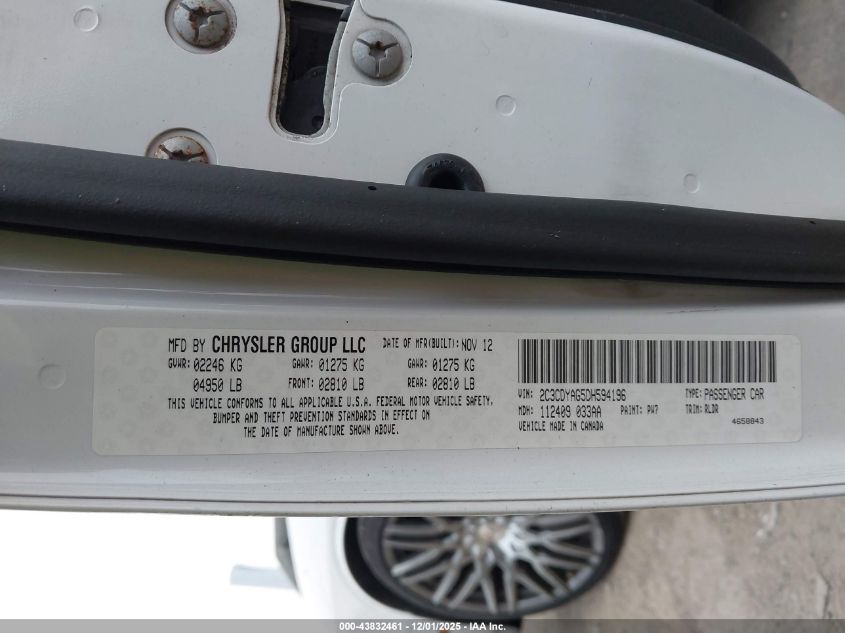 MFD BY CHRYSLER GROUP LLC DATE OF MFR(BUILT): NOV 12
GVWR: 02246 KG GAWR: 01275 KG GAWR: 01275 KG
04950 LB FRONT: 02810 LB REAR: 02810 LB
THIS VEHICLE CONFORMS TO ALL APPLICABLE U.S.A. FEDERAL MOTOR VEHICLE SAFETY,
BUMPER AND THEFT PREVENTION STANDARDS IN EFFECT ON
THE DATE OF MANUFACTURE SHOWN ABOVE.
VIN: 2C3CDYAG5DH594196 TYPE: PASSENGER CAR
MDH: 112409 033AA PAINT: PW7 TRIM: RLDR
VEHICLE MADE IN CANADA 4658843
000-43832461 - 12/01/2025 - IAA Inc.